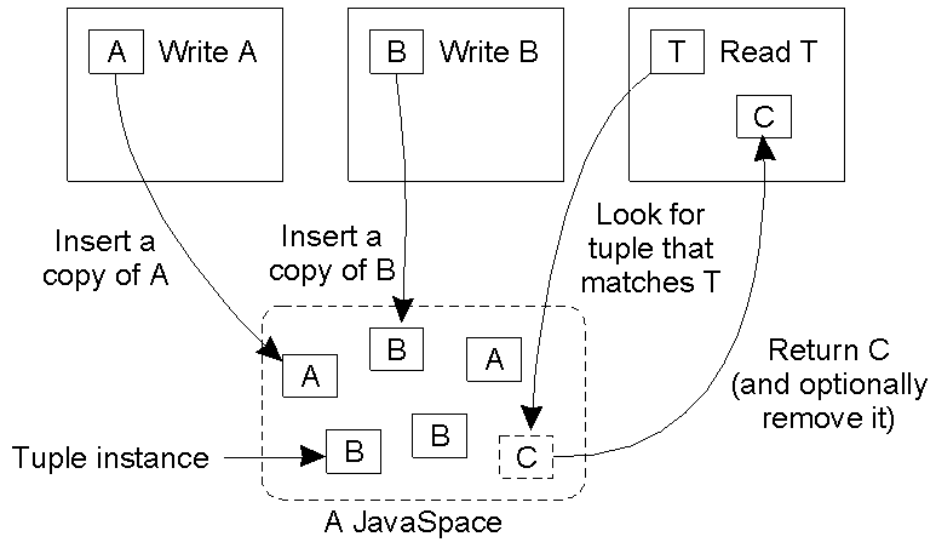 A Write A
B Write B
T Read T
C
Insert a
copy of A
Insert a
copy of B
Look for
tuple that
matches T
Return C
(and optionally
remove it)
A
B
A
B
B
C
Tuple instance
A JavaSpace